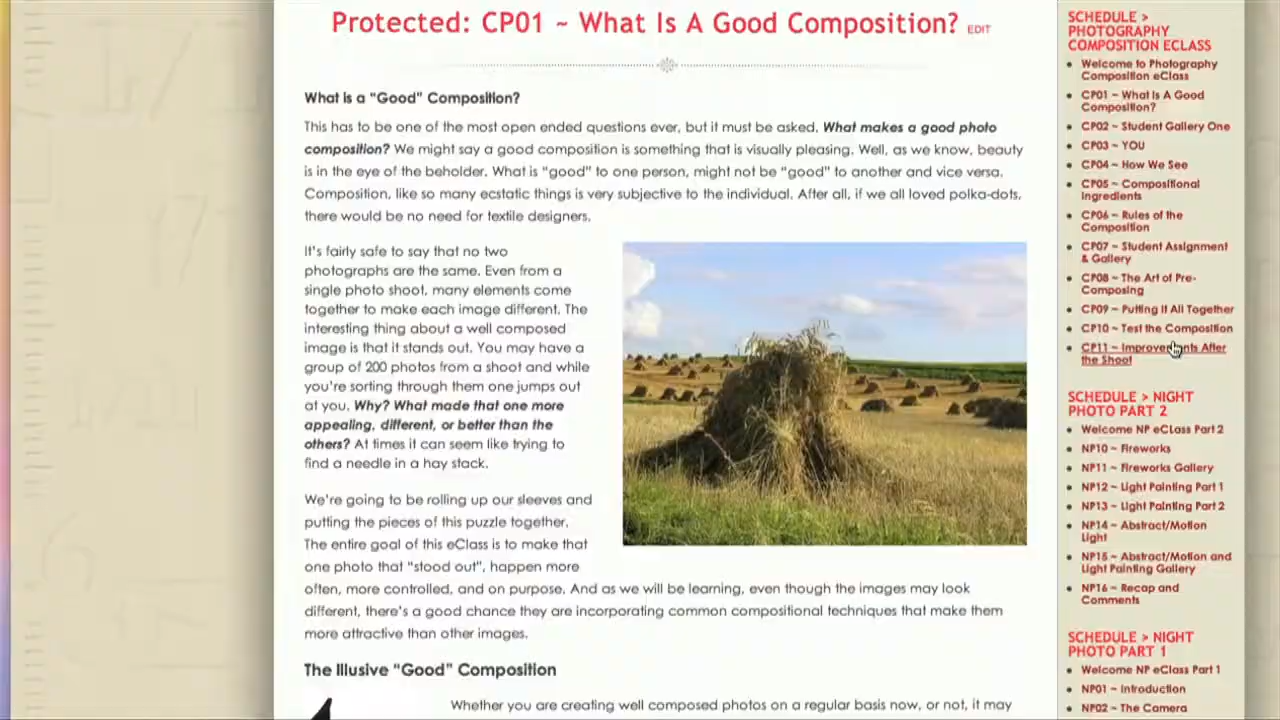 Protected: CP01 ~ What Is A Good Composition? EDIT
What is a “Good” Composition?
This has to be one of the most open ended questions ever, but it must be asked. What makes a good photo
composition? We might say a good composition is something that is visually pleasing. Well, as we know, beauty
is in the eye of the beholder. What is “good” to one person, might not be “good” to another and vice versa.
Composition, like so many ecstatic things is very subjective to the individual. After all, if we all loved polka-dots,
there would be no need for textile designers.
It's fairly safe to say that no two
photographs are the same. Even from a
single photo shoot, many elements come
together to make each image different. The
interesting thing about a well composed
image is that it stands out. You may have a
group of 200 photos from a shoot and while
you're sorting through them one jumps out
at you. Why? What made that one more
appealing, different, or better than the
others? At times it can seem like trying to
find a needle in a hay stack.
We're going to be rolling up our sleeves and
putting the pieces of this puzzle together.
The entire goal of this eClass is to make that
one photo that “stood out”, happen more
often, more controlled, and on purpose. And as we will be learning, even though the images may look
different, there's a good chance they are incorporating common compositional techniques that make them
more attractive than other images.
The Illusive “Good” Composition
Whether you are creating well composed photos on a regular basis now, or not, it may
SCHEDULE >
PHOTOGRAPHY
COMPOSITION ECLASS
Welcome to Photography
Composition eClass
CP01 ~ What Is A Good
Composition?
CP02 ~ Student Gallery One
CP03 ~ YOU
CP04 ~ How We See
CP05 ~ Compositional
Ingredients
CP06 ~ Rules of the
Composition
CP07 ~ Student Assignment
& Gallery
CP08 ~ The Art of Pre-
Composing
CP09 ~ Putting It All Together
CP10 ~ Test the Composition
CP11 ~ Improvements After
the Shoot
SCHEDULE > NIGHT
PHOTO PART 2
Welcome NP eClass Part 2
NP10 ~ Fireworks
NP11 ~ Fireworks Gallery
NP12 ~ Light Painting Part 1
NP13 ~ Light Painting Part 2
NP14 ~ Abstract/Motion
Light
NP15 ~ Abstract/Motion and
Light Painting Gallery
NP16 ~ Recap and
Comments
SCHEDULE > NIGHT
PHOTO PART 1
Welcome NP eClass Part 1
NP01 ~ Introduction
NP02 ~ The Camera